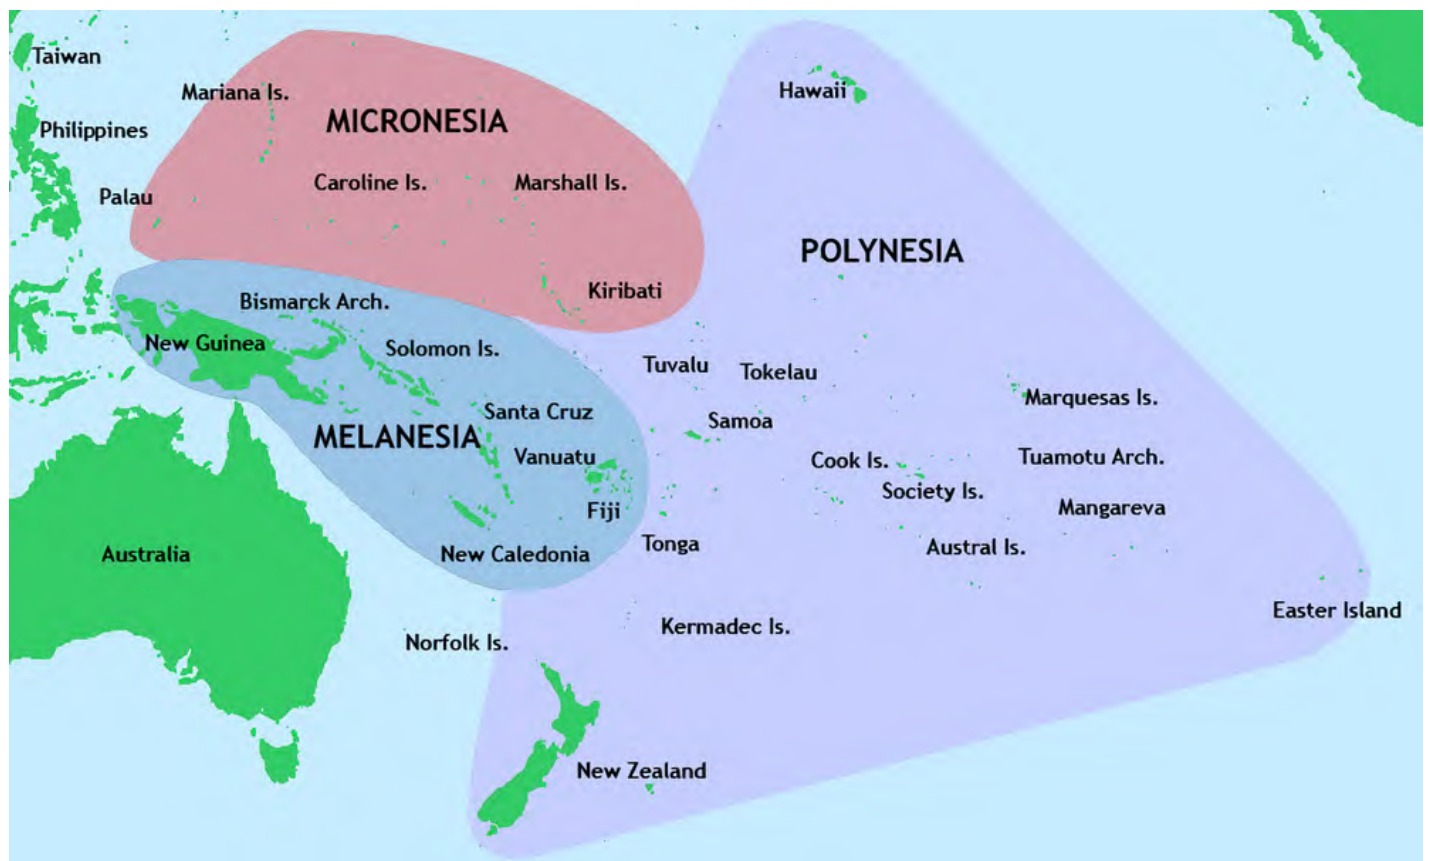 Taiwan
Hawaii
Mariana Is.
MICRONESIA
Philippines
Caroline Is.
Marshall Is.
Palau
POLYNESIA
Kiribati
Bismarck Arch.
New Guinea
Solomon Is.
Tuvalu
Tokelau
Marquesas Is.
Santa Cruz
Samoa
MELANESIA
Vanuatu
Cook Is.
Tuamotu Arch.
Society Is.
Mangareva
Fiji
Tonga
Austral Is.
Australia
New Caledonia
Easter Island
Kermadec Is.
Norfolk Is.
New Zealand